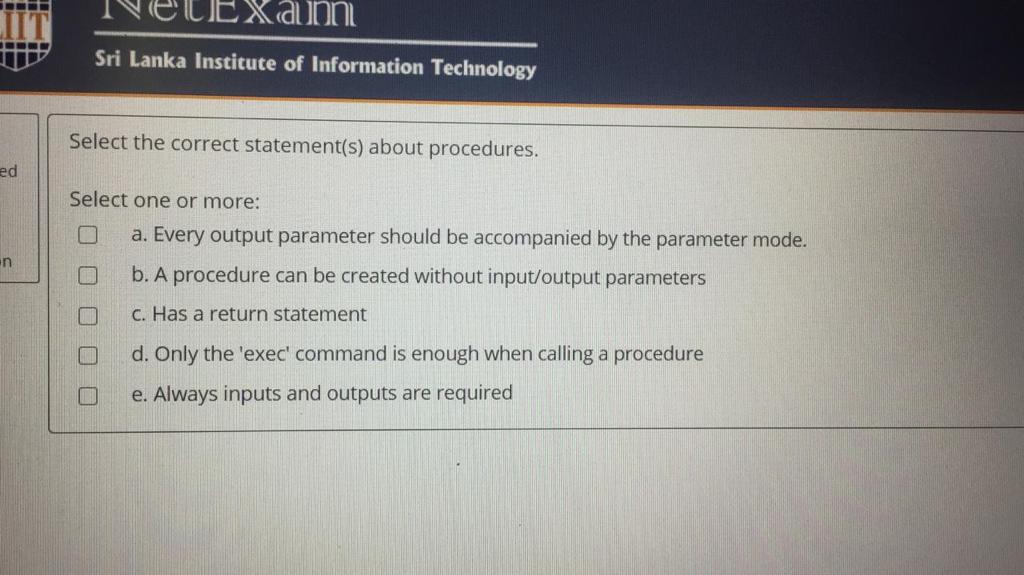 IIT
NetExam
Sri Lanka Institute of Information Technology
ed
Select the correct statement(s) about procedures.
Select one or more:
a. Every output parameter should be accompanied by the parameter mode.
on
b. A procedure can be created without input/output parameters
c. Has a return statement
d. Only the 'exec' command is enough when calling a procedure
e. Always inputs and outputs are required